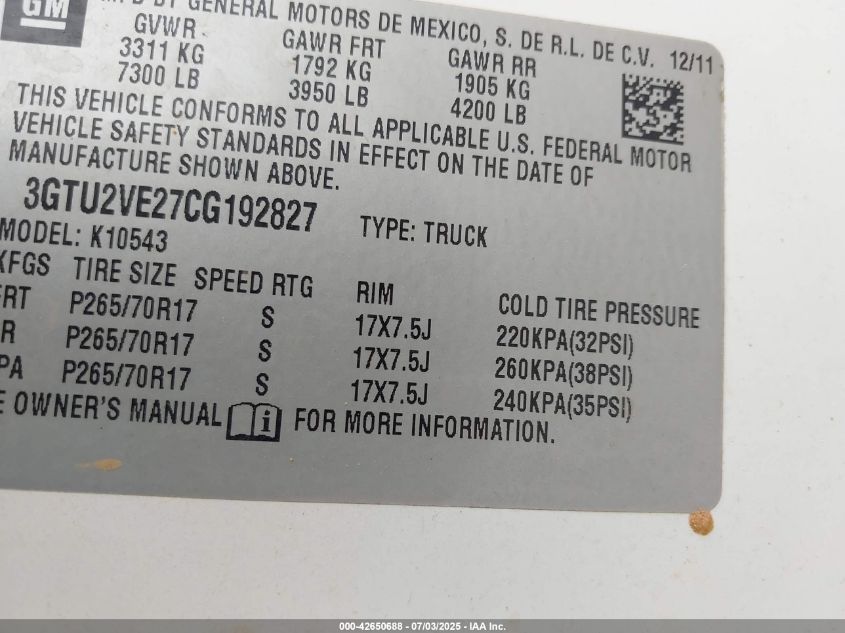 GM
MFD BY GENERAL MOTORS DE MEXICO, S. DE R.L. DE C.V. 12/11
GVWR GAWR FRT GAWR RR
3311 KG 1792 KG 1905 KG
7300 LB 3950 LB 4200 LB
THIS VEHICLE CONFORMS TO ALL APPLICABLE U.S. FEDERAL MOTOR
VEHICLE SAFETY STANDARDS IN EFFECT ON THE DATE OF
MANUFACTURE SHOWN ABOVE.
3GTU2VE27CG192827 TYPE: TRUCK
MODEL: K10543
KFGS TIRE SIZE SPEED RTG RIM COLD TIRE PRESSURE
FRT P265/70R17 S 17X7.5J 220KPA(32PSI)
R P265/70R17 S 17X7.5J 260KPA(38PSI)
PA P265/70R17 S 17X7.5J 240KPA(35PSI)
E OWNER'S MANUAL i FOR MORE INFORMATION.
000-42650688 - 07/03/2025 - IAA Inc.